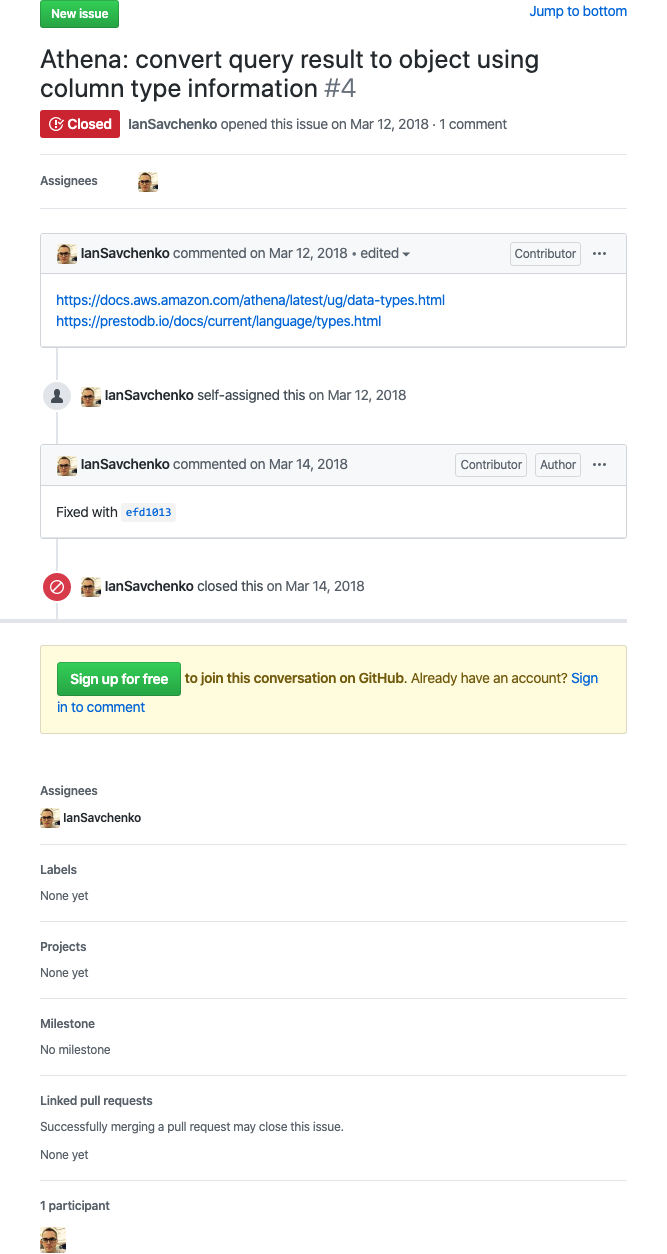 New issue
Jump to bottom
Athena: convert query result to object using
column type information #4
Closed IanSavchenko opened this issue on Mar 12, 2018 · 1 comment
Assignees
IanSavchenko commented on Mar 12, 2018 • edited
Contributor
https://docs.aws.amazon.com/athena/latest/ug/data-types.html
https://prestodb.io/docs/current/language/types.html
IanSavchenko self-assigned this on Mar 12, 2018
IanSavchenko commented on Mar 14, 2018
Contributor Author
Fixed with efd1013
IanSavchenko closed this on Mar 14, 2018
Sign up for free to join this conversation on GitHub. Already have an account? Sign
in to comment
Assignees
IanSavchenko
Labels
None yet
Projects
None yet
Milestone
No milestone
Linked pull requests
Successfully merging a pull request may close this issue.
None yet
1 participant